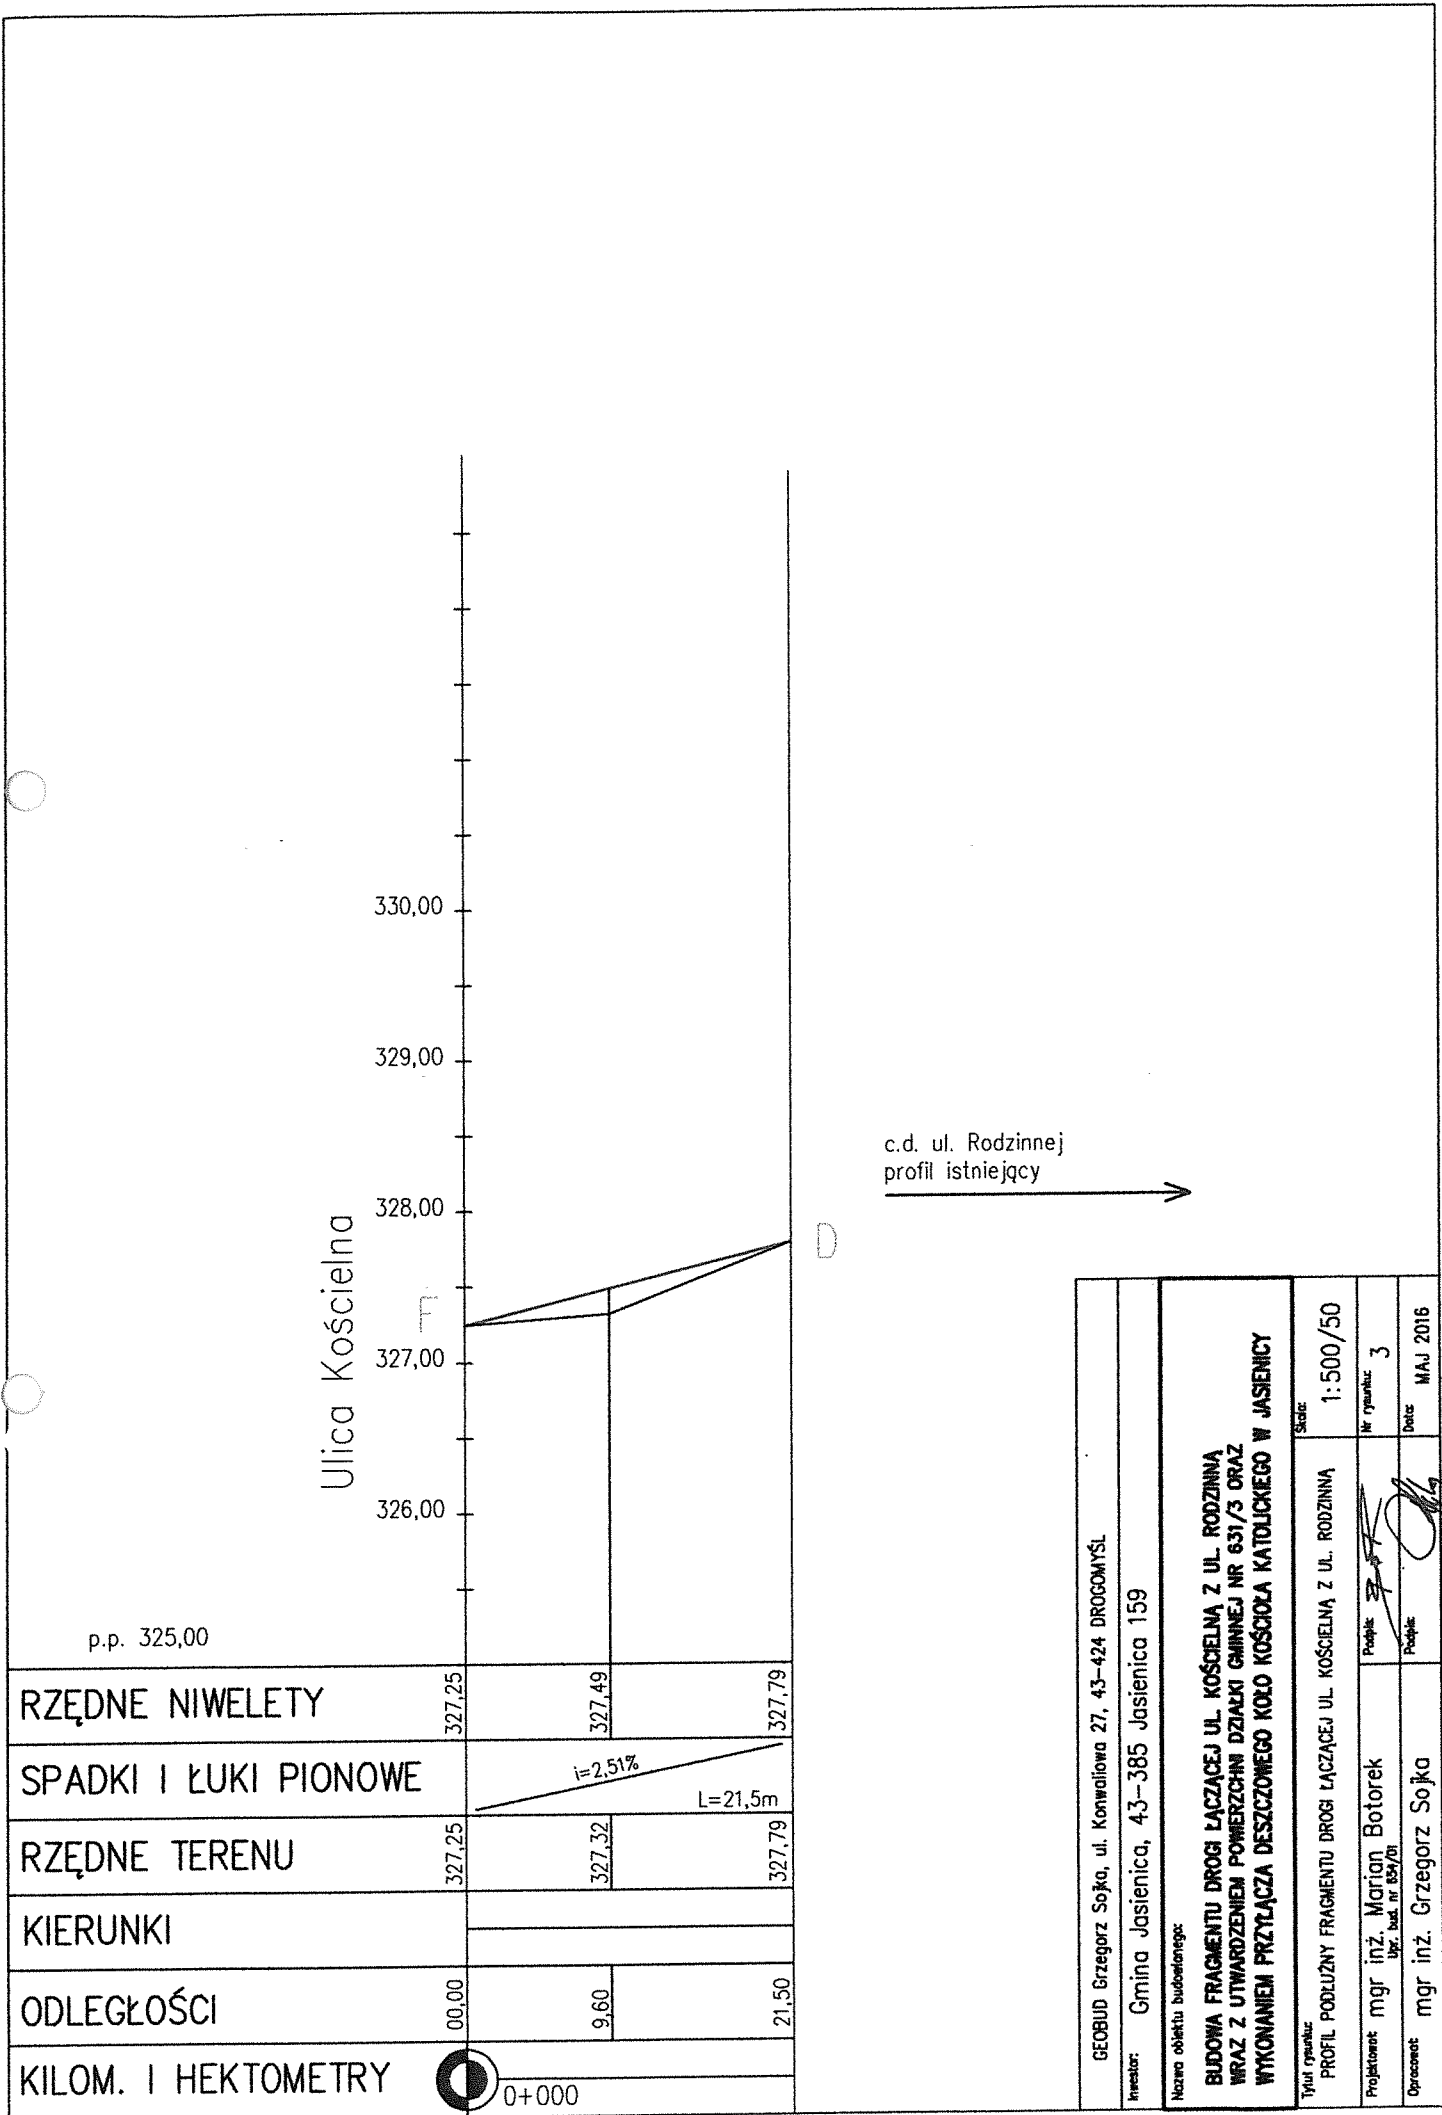 330,00
329,00
328,00
327,00
326,00
Ulica Kościelna
F
D
c.d. ul. Rodzinnej
profil istniejący
p.p. 325,00
RZĘDNE NIWELETY
327,25
327,49
327,79
SPADKI I ŁUKI PIONOWE
i=2,51%
L=21,5m
RZĘDNE TERENU
327,25
327,32
327,79
KIERUNKI
ODLEGŁOŚCI
00,00
9,60
21,50
KILOM. I HEKTOMETRY
0+000
GEOBUD Grzegorz Sojka, ul. Konwaliowa 27, 43-424 DROGOMYŚL
Inwestor: Gmina Jasienica, 43-385 Jasienica 159
Nazwa obiektu budowlanego:
BUDOWA FRAGMENTU DROGI ŁĄCZĄCEJ UL. KOŚCIELNĄ Z UL. RODZINNĄ
WRAZ Z UTWARDZENIEM POWIERZCHNI DZIAŁKI GMINNEJ NR 631/3 ORAZ
WYKONANIEM PRZYŁĄCZA DESZCZOWEGO KOŁO KOŚCIOŁA KATOLICKIEGO W JASIENICY
Tytuł rysunku:
PROFIL PODŁUŻNY FRAGMENTU DROGI ŁĄCZĄCEJ UL. KOŚCIELNĄ Z UL. RODZINNĄ
Skala:
1:500/50
Projektował: mgr inż. Marian Botorek
Upr. bud. nr 854/01
Podpis:
Nr rysunku: 3
Opracował: mgr inż. Grzegorz Sojka
Podpis:
Data: MAJ 2016